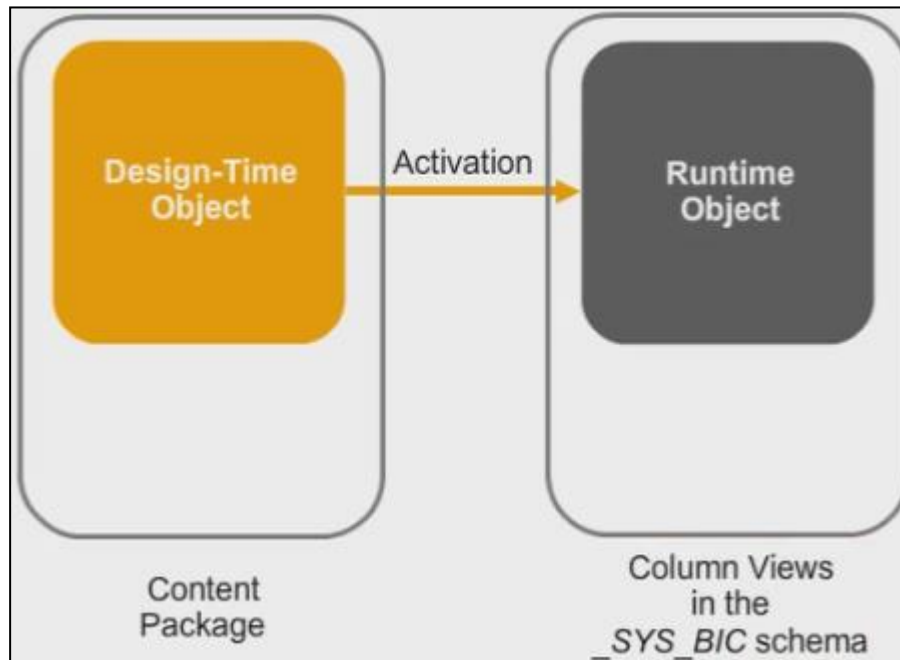 Design-Time
Object
Activation
Runtime
Object
Content
Package
Column Views
in the
_SYS_BIC schema